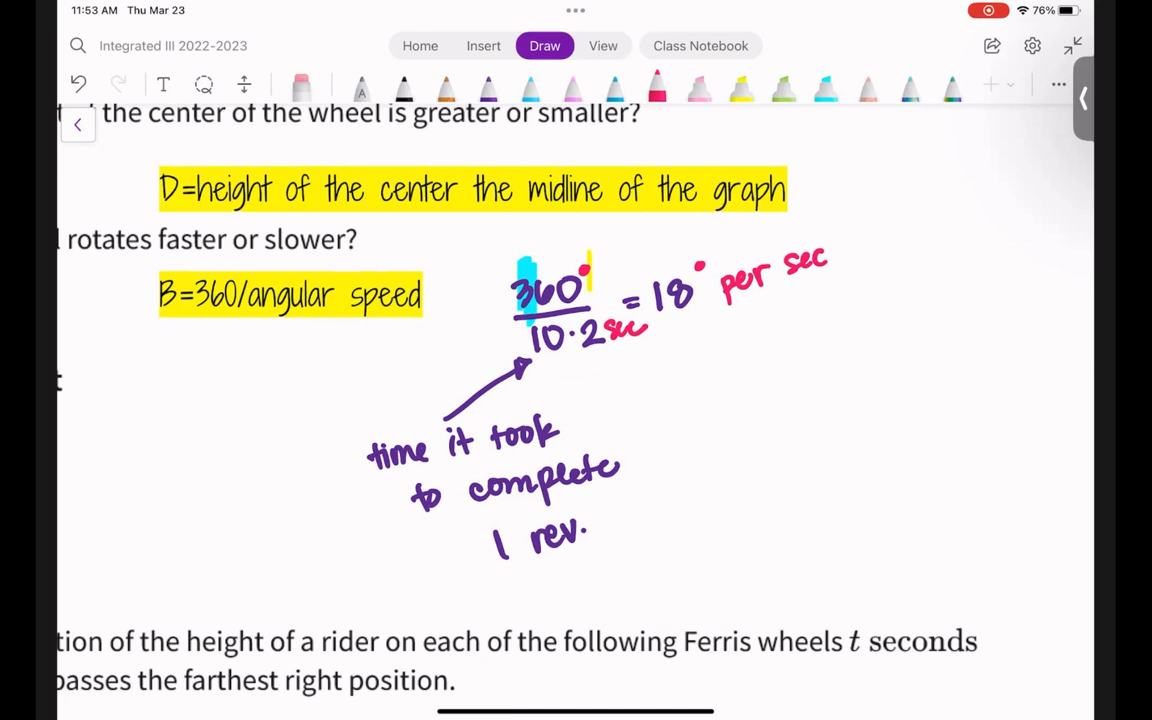 11:53 AM Thu Mar 23
76%
Integrated III 2022-2023
Home Insert Draw View Class Notebook
T
A
the center of the wheel is greater or smaller?
D=height of the center the midline of the graph
rotates faster or slower?
B=360/angular speed
360°
10·2sec
= 18° per sec
time it took
to complete
1 rev.
tion of the height of a rider on each of the following Ferris wheels t seconds
passes the farthest right position.